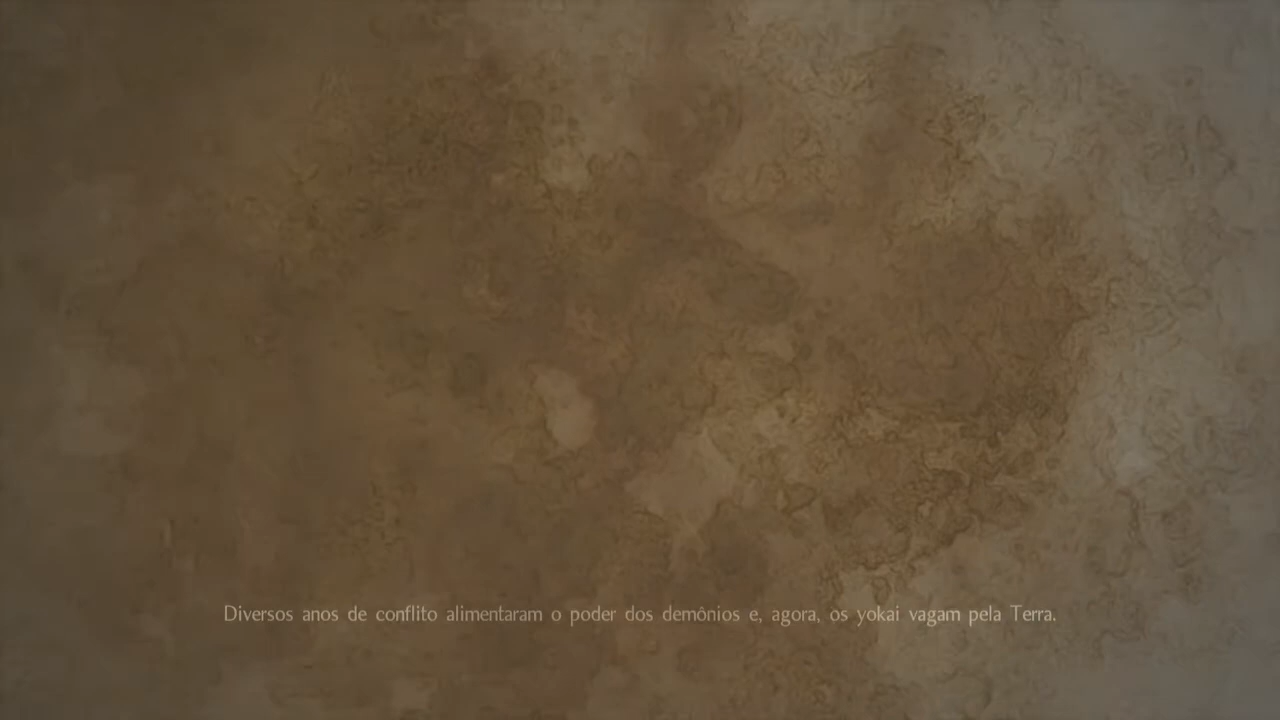 Diversos anos de conflito alimentaram o poder dos demônios e, agora, os yokai vagam pela Terra.